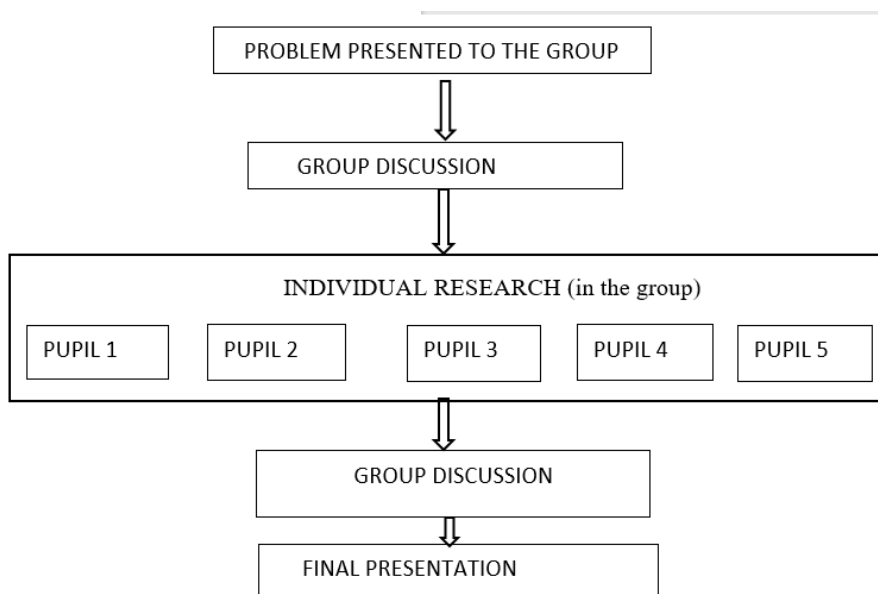 PROBLEM PRESENTED TO THE GROUP
GROUP DISCUSSION
INDIVIDUAL RESEARCH (in the group)
PUPIL 1
PUPIL 2
PUPIL 3
PUPIL 4
PUPIL 5
GROUP DISCUSSION
FINAL PRESENTATION